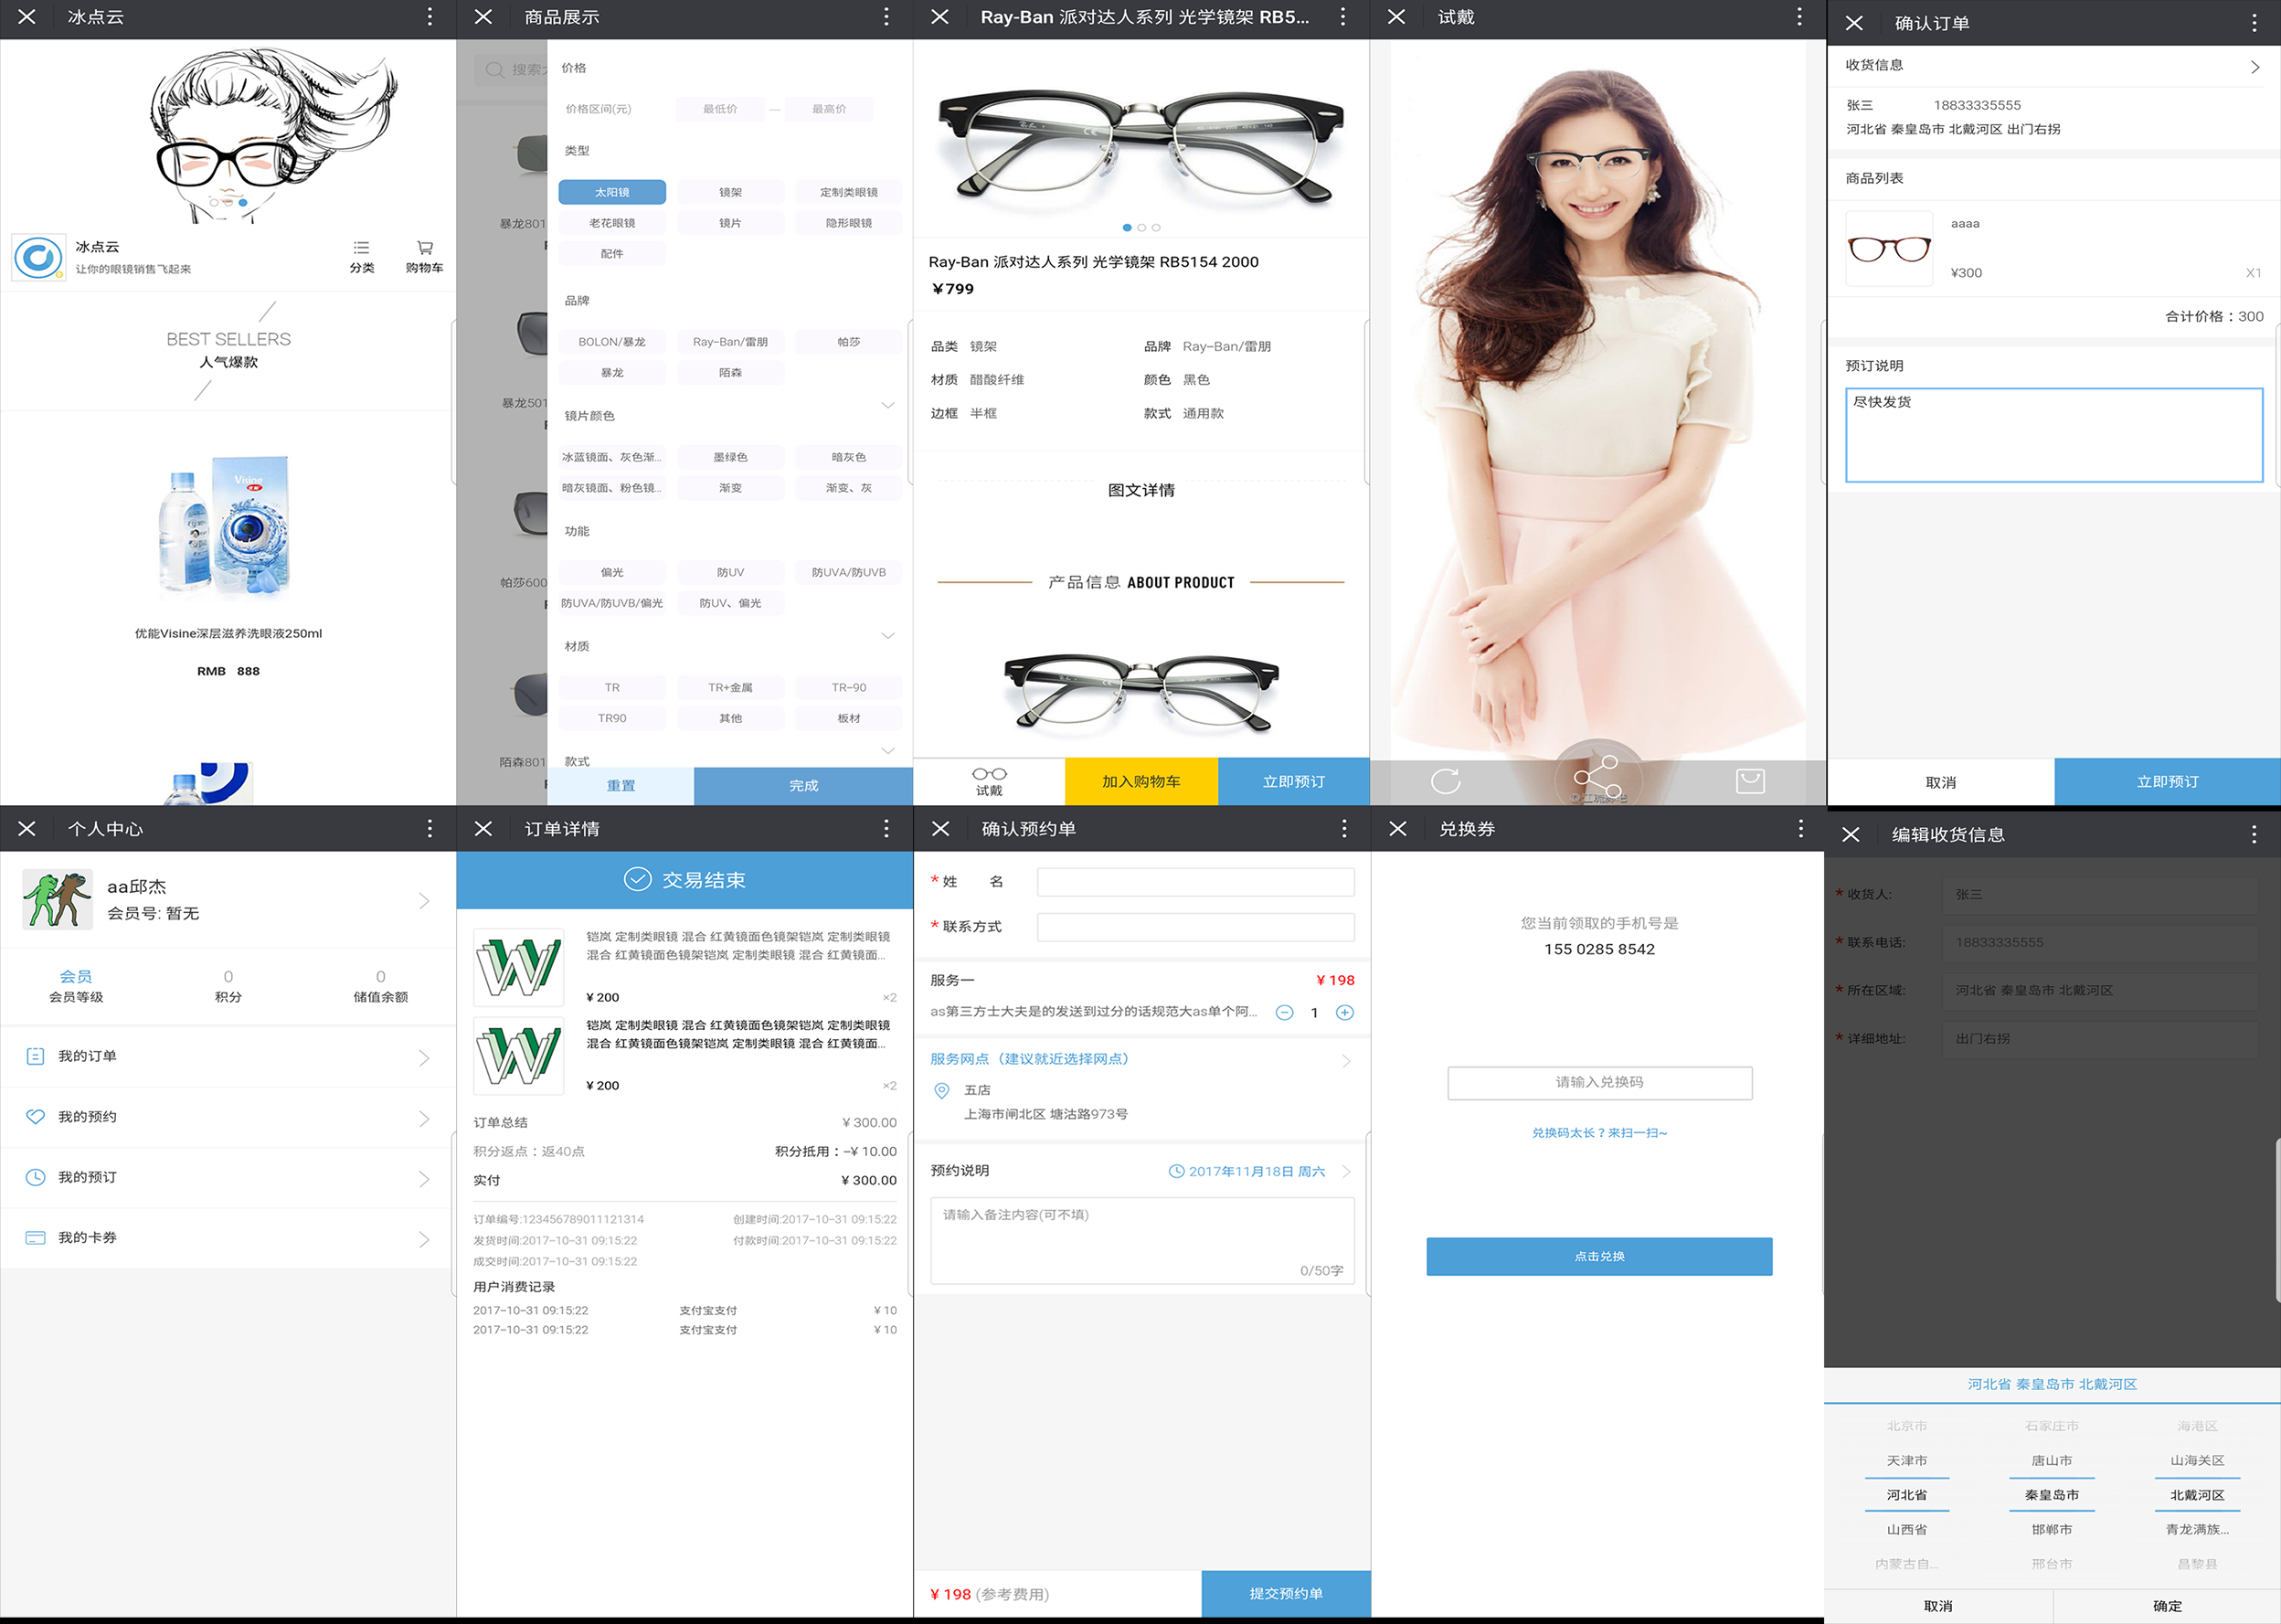 冰点云
冰点云
让你的眼镜销售飞起来
分类
购物车
BEST SELLERS
人气爆款
Visine
优能Visine深层滋养洗眼液250ml
RMB 888
商品展示
搜索
暴龙801
暴龙501
帕莎600
陌森801
价格
价格区间(元) 最低价 — 最高价
类型
太阳镜 镜架 定制类眼镜
老花眼镜 镜片 隐形眼镜
配件
品牌
BOLON/暴龙 Ray-Ban/雷朋 帕莎
暴龙 陌森
镜片颜色
冰蓝镜面、灰色渐... 墨绿色 暗灰色
暗灰镜面、粉色镜... 渐变 渐变、灰
功能
偏光 防UV 防UVA/防UVB
防UVA/防UVB/偏光 防UV、偏光
材质
TR TR+金属 TR-90
TR90 其他 板材
款式
重置 完成
Ray-Ban 派对达人系列 光学镜架 RB5...
Ray-Ban 派对达人系列 光学镜架 RB5154 2000
￥799
品类 镜架 品牌 Ray-Ban/雷朋
材质 醋酸纤维 颜色 黑色
边框 半框 款式 通用款
图文详情
产品信息 ABOUT PRODUCT
试戴 加入购物车 立即预订
试戴
确认订单
收货信息
张三 18833335555
河北省 秦皇岛市 北戴河区 出门右拐
商品列表
aaaa
¥300 X1
合计价格：300
预订说明
尽快发货
取消 立即预订
个人中心
aa邱杰
会员号: 暂无
会员 0 0
会员等级 积分 储值余额
我的订单
我的预约
我的预订
我的卡券
订单详情
交易结束
铠岚 定制类眼镜 混合 红黄镜面色镜架铠岚 定制类眼镜
混合 红黄镜面色镜架铠岚 定制类眼镜 混合 红黄镜面...
¥ 200 ×2
铠岚 定制类眼镜 混合 红黄镜面色镜架铠岚 定制类眼镜
混合 红黄镜面色镜架铠岚 定制类眼镜 混合 红黄镜面...
¥ 200 ×2
订单总结 ¥ 300.00
积分返点：返40点 积分抵用：-¥ 10.00
实付 ¥ 300.00
订单编号:123456789011121314 创建时间:2017-10-31 09:15:22
发货时间:2017-10-31 09:15:22 付款时间:2017-10-31 09:15:22
成交时间:2017-10-31 09:15:22
用户消费记录
2017-10-31 09:15:22 支付宝支付 ¥ 10
2017-10-31 09:15:22 支付宝支付 ¥ 10
确认预约单
* 姓 名
* 联系方式
服务一 ¥ 198
as第三方士大夫是的发送到过分的话规范大as单个阿... 1
服务网点（建议就近选择网点）
五店
上海市闸北区 塘沽路973号
预约说明 2017年11月18日 周六
请输入备注内容(可不填)
0/50字
¥ 198 (参考费用) 提交预约单
兑换券
您当前领取的手机号是
155 0285 8542
请输入兑换码
兑换码太长？来扫一扫~
点击兑换
编辑收货信息
* 收货人: 张三
* 联系电话: 18833335555
* 所在区域: 河北省 秦皇岛市 北戴河区
* 详细地址: 出门右拐
河北省 秦皇岛市 北戴河区
北京市 石家庄市 海港区
天津市 唐山市 山海关区
河北省 秦皇岛市 北戴河区
山西省 邯郸市 青龙满族...
内蒙古自... 邢台市 昌黎县
取消 确定